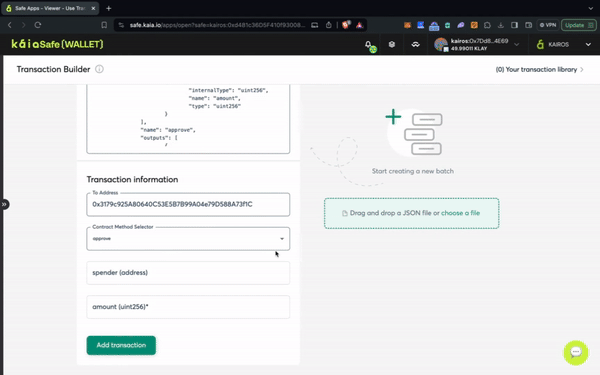 Safe Apps - Viewer - Use Tra
safe.kaia.io/apps/open?safe=kairos:0xd481c36D5F410f93008...
VPN
Update
kaiaSafe{WALLET}
kairos:0x7Dd8...4E69
49.99011 KLAY
KAIROS
Transaction Builder
(0) Your transaction library
"internalType": "uint256",
"name": "amount",
"type": "uint256"
}
],
"name": "approve",
"outputs": [
{
Transaction information
To Address
0x3179c925A80640C53E5B7B99A04e79D588A73f1C
Contract Method Selector
approve
spender (address)
amount (uint256)*
Add transaction
Start creating a new batch
Drag and drop a JSON file or choose a file